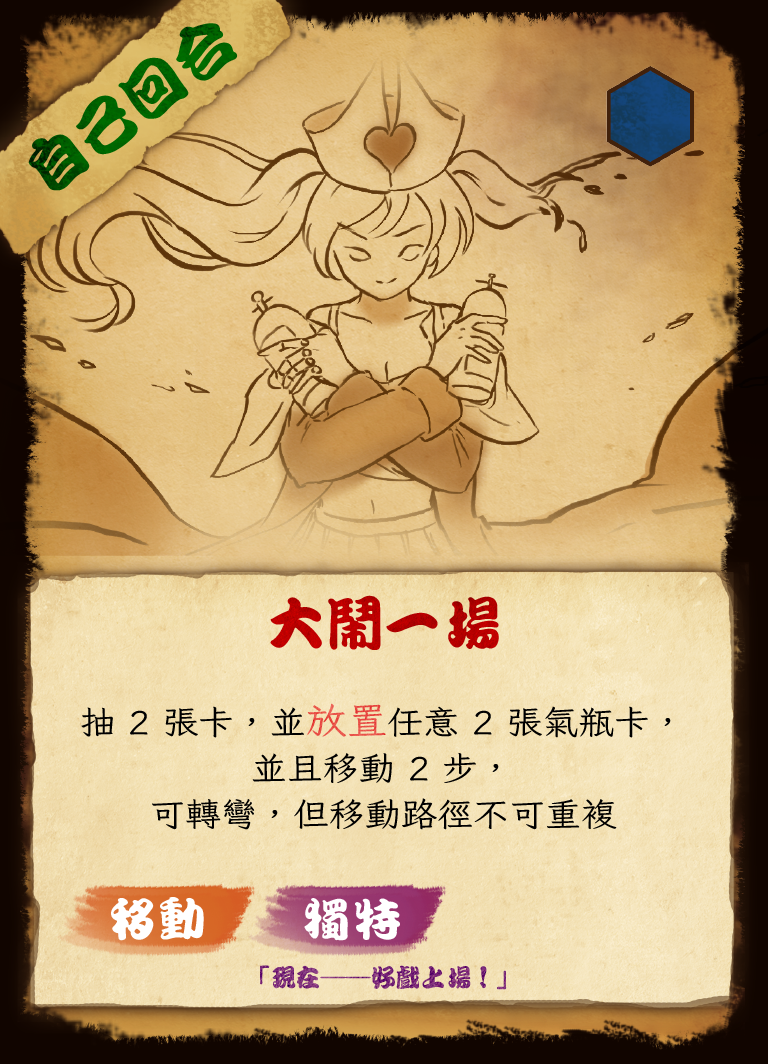 自己回合
大鬧一場
抽 2 張卡，並放置任意 2 張氣瓶卡，
並且移動 2 步，
可轉彎，但移動路徑不可重複
移動 獨特
「現在——好戲上場！」